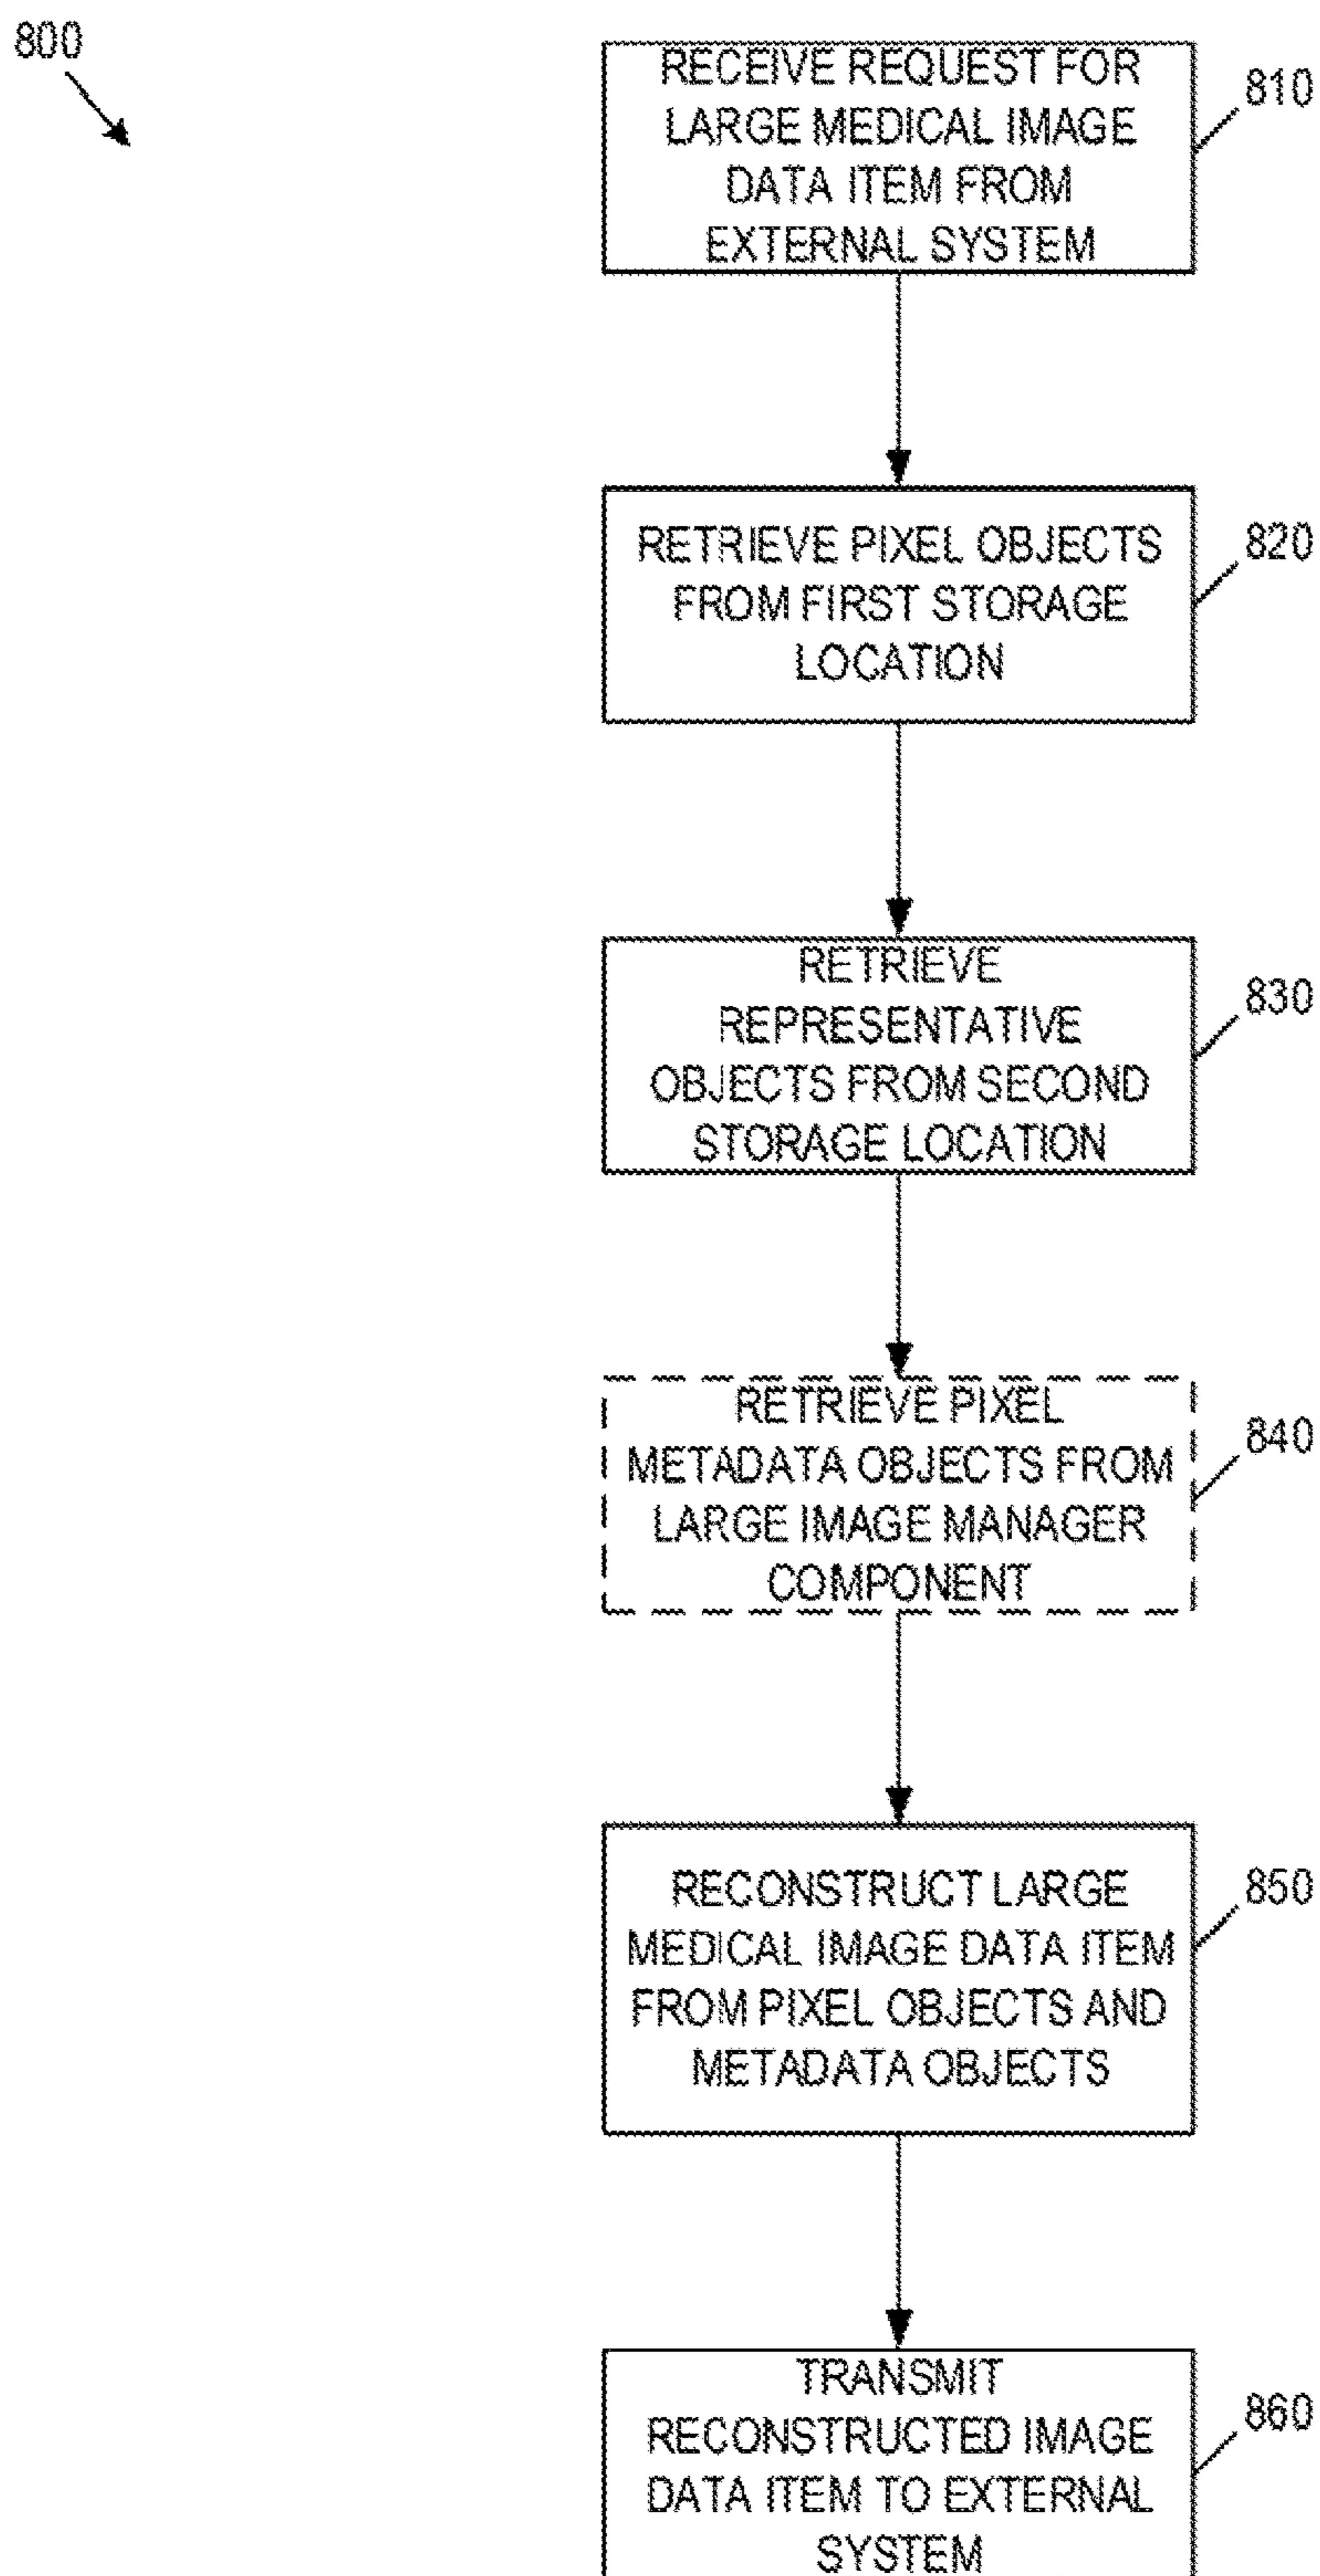 800
RECEIVE REQUEST FOR
LARGE MEDICAL IMAGE
DATA ITEM FROM
EXTERNAL SYSTEM
810
RETRIEVE PIXEL OBJECTS
FROM FIRST STORAGE
LOCATION
820
RETRIEVE
REPRESENTATIVE
OBJECTS FROM SECOND
STORAGE LOCATION
830
RETRIEVE PIXEL
METADATA OBJECTS FROM
LARGE IMAGE MANAGER
COMPONENT
840
RECONSTRUCT LARGE
MEDICAL IMAGE DATA ITEM
FROM PIXEL OBJECTS AND
METADATA OBJECTS
850
TRANSMIT
RECONSTRUCTED IMAGE
DATA ITEM TO EXTERNAL
SYSTEM
860